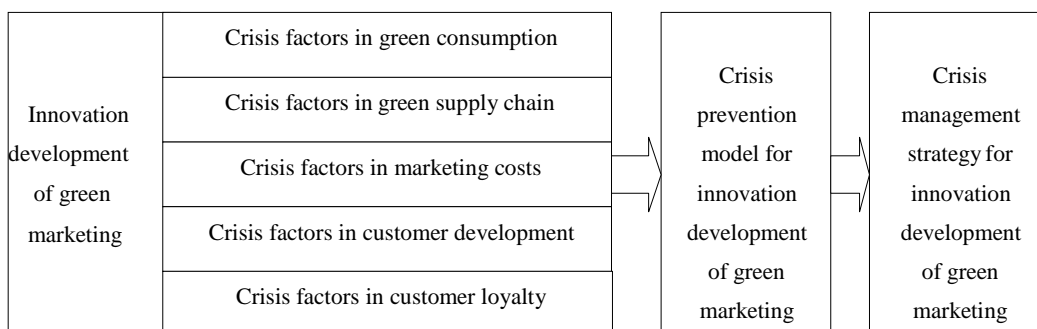 Innovation
development
of green
marketing
Crisis factors in green consumption
Crisis factors in green supply chain
Crisis factors in marketing costs
Crisis factors in customer development
Crisis factors in customer loyalty
Crisis
prevention
model for
innovation
development
of green
marketing
Crisis
management
strategy for
innovation
development
of green
marketing